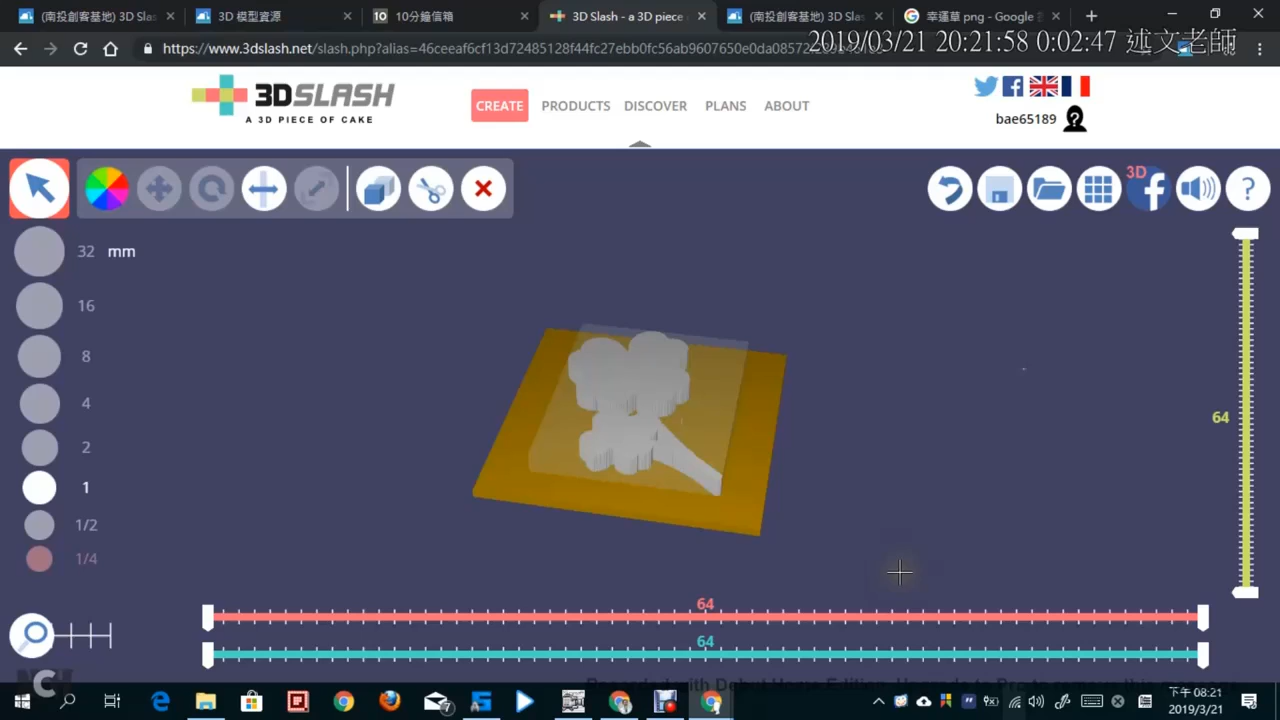 (南投創客基地) 3D Slas
3D 模型資源
10分鐘信箱
3D Slash - a 3D piece
(南投創客基地) 3D Slas
幸運草 png - Google
https://www.3dslash.net/slash.php?alias=46ceeaf6cf13d72485128f44fc27ebb0fc56ab9607650e0da0857
2019/03/21 20:21:58 0:02:47 述文老師
3DSLASH
A 3D PIECE OF CAKE
CREATE
PRODUCTS
DISCOVER
PLANS
ABOUT
bae65189
3D
32 mm
16
8
4
2
1
1/2
1/4
64
64
64
下午 08:21
2019/3/21